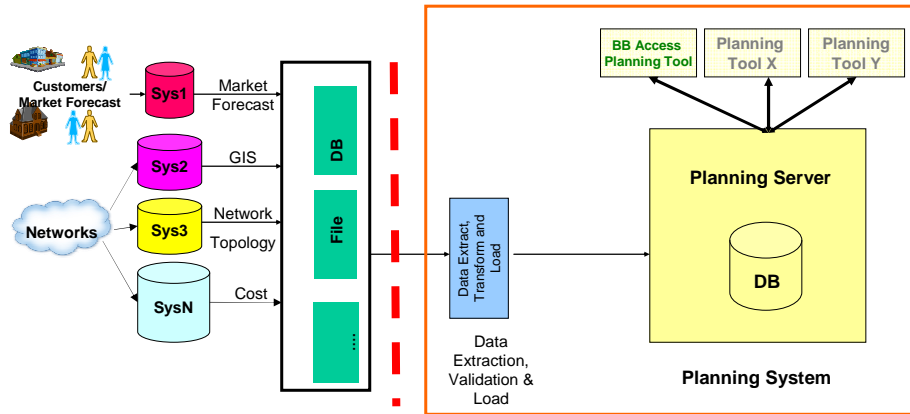 Customers/
Market Forecast
Sys1
Market
Forecast
Sys2
GIS
Networks
Sys3
Network
Topology
SysN
Cost
DB
File
....
Data Extract,
Transform and
Load
Data
Extraction,
Validation &
Load
BB Access
Planning Tool
Planning
Tool X
Planning
Tool Y
Planning Server
DB
Planning System